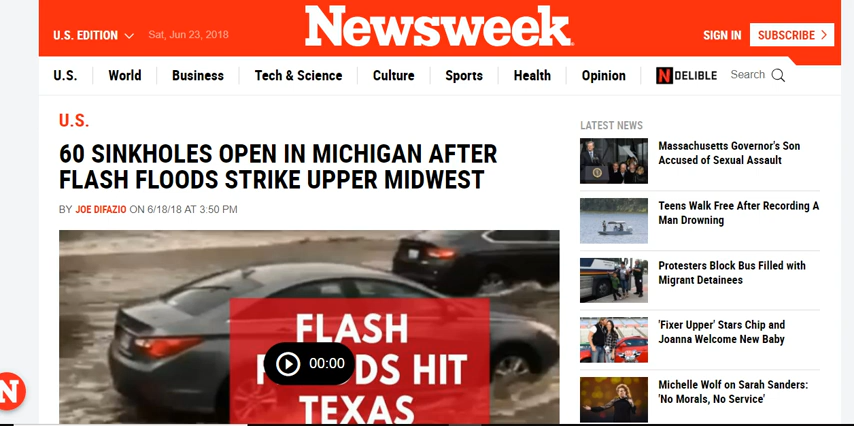 U.S. EDITION
Sat, Jun 23, 2018
Newsweek
SIGN IN
SUBSCRIBE
U.S.
World
Business
Tech & Science
Culture
Sports
Health
Opinion
NDELIBLE
Search
U.S.
60 SINKHOLES OPEN IN MICHIGAN AFTER
FLASH FLOODS STRIKE UPPER MIDWEST
BY JOE DIFAZIO ON 6/18/18 AT 3:50 PM
FLASH
F DS HIT
TEXAS
00:00
LATEST NEWS
Massachusetts Governor's Son
Accused of Sexual Assault
Teens Walk Free After Recording A
Man Drowning
Protesters Block Bus Filled with
Migrant Detainees
'Fixer Upper' Stars Chip and
Joanna Welcome New Baby
Michelle Wolf on Sarah Sanders:
'No Morals, No Service'
N